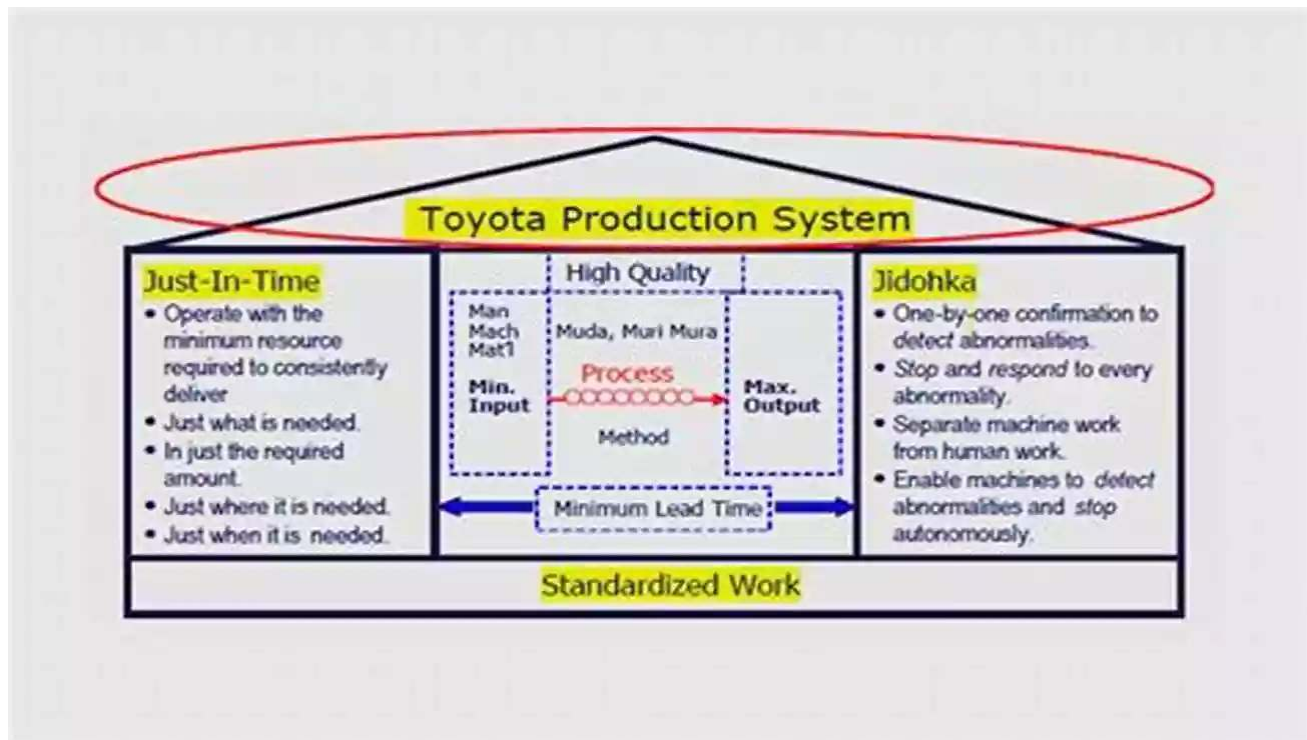 Toyota Production System
Just-In-Time
• Operate with the
minimum resource
required to consistently
deliver
• Just what is needed.
• In just the required
amount.
• Just where it is needed.
• Just when it is needed.
High Quality
Man
Mach
Mat'l
Min.
Input
Muda, Muri Mura
Process
Method
Max.
Output
Minimum Lead Time
Jidohka
• One-by-one confirmation to
detect abnormalities.
• Stop and respond to every
abnormality.
• Separate machine work
from human work.
• Enable machines to detect
abnormalities and stop
autonomously.
Standardized Work